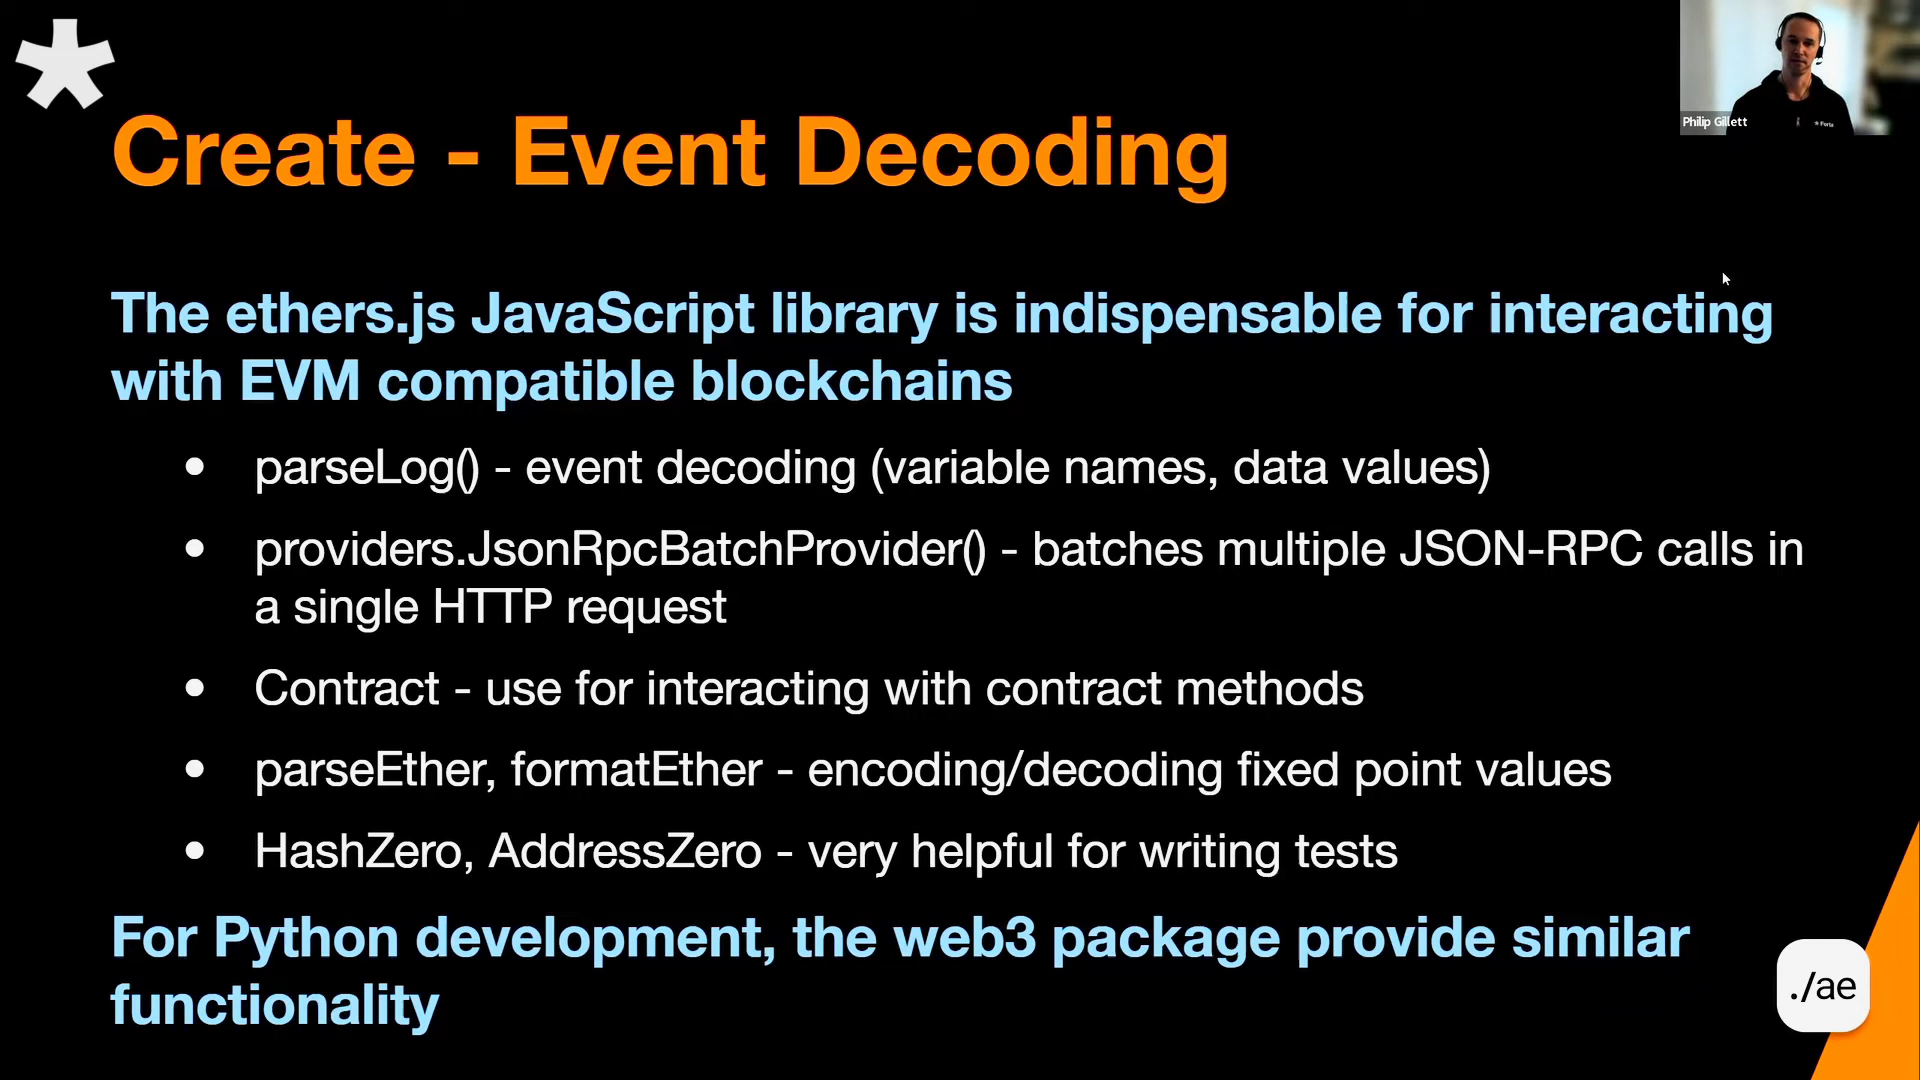 Philip Gillett
Forta
Create - Event Decoding
The ethers.js JavaScript library is indispensable for interacting
with EVM compatible blockchains
• parseLog() - event decoding (variable names, data values)
• providers.JsonRpcBatchProvider() - batches multiple JSON-RPC calls in
a single HTTP request
• Contract - use for interacting with contract methods
• parseEther, formatEther - encoding/decoding fixed point values
• HashZero, AddressZero - very helpful for writing tests
For Python development, the web3 package provide similar
functionality
./ae